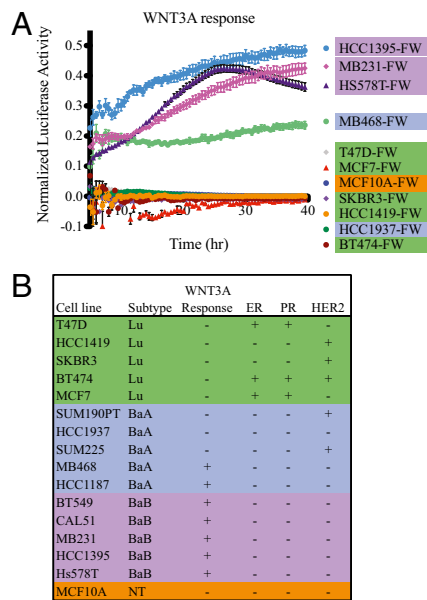 A
WNT3A response
Normalized Luciferase Activity
0.5
0.4
0.3
0.2
0.1
0.0
-0.1
10
20
30
40
Time (hr)
HCC1395-FW
MB231-FW
HS578T-FW
MB468-FW
T47D-FW
MCF7-FW
MCF10A-FW
SKBR3-FW
HCC1419-FW
HCC1937-FW
BT474-FW
B
WNT3A
Cell line Subtype Response ER PR HER2
T47D Lu - + + -
HCC1419 Lu - - - +
SKBR3 Lu - - - +
BT474 Lu - + + +
MCF7 Lu - + + -
SUM190PT BaA - - - +
HCC1937 BaA - - - -
SUM225 BaA - - - +
MB468 BaA + - - -
HCC1187 BaA + - - -
BT549 BaB + - - -
CAL51 BaB + - - -
MB231 BaB + - - -
HCC1395 BaB + - - -
Hs578T BaB + - - -
MCF10A NT - - - -